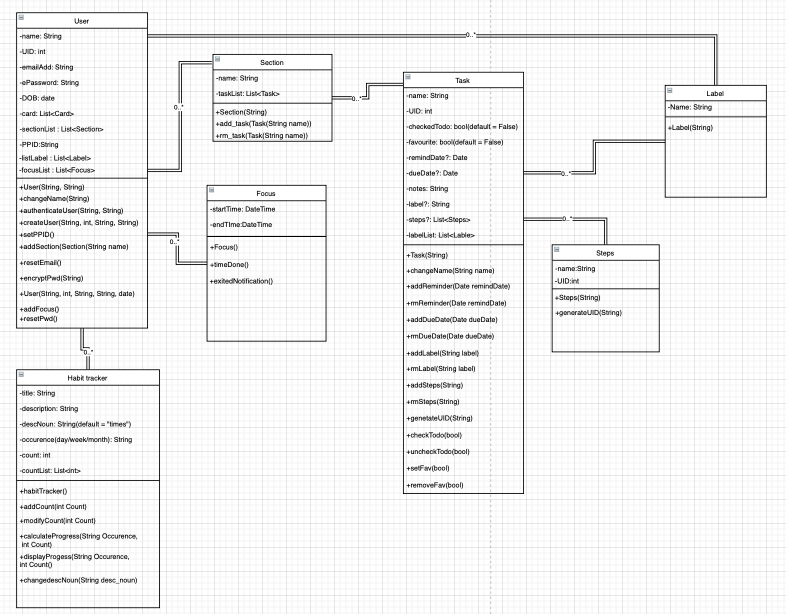 User
-name: String
-UID: int
-emailAdd: String
-ePassword: String
-DOB: date
-card: List<Card>
-sectionList : List<Section>
-PPID:String
-listLabel : List<Label>
-focusList : List<Focus>
+User(String, String)
+changeName(String)
+authenticateUser(String, String)
+createUser(String, int, String, String)
+setPPID()
+addSection(Section(String name)
+resetEmail()
+encryptPwd(String)
+User(String, int, String, String, date)
+addFocus()
+resetPwd()
0..*
Habit tracker
-title: String
-description: String
-descNoun: String(default = "times")
-occurence(day/week/month): String
-count: int
-countList: List<int>
+habitTracker()
+addCount(int Count)
+modifyCount(int Count)
+calculateProgress(String Occurence,
int Count)
+displayProgess(String Occurence,
int Count()
+changedescNoun(String desc_noun)
0..*
0..*
Section
-name: String
-taskList: List<Task>
+Section(String)
+add_task(Task(String name))
+rm_task(Task(String name))
0..*
0..*
Focus
-startTime: DateTime
-endTIme:DateTime
+Focus()
+timeDone()
+exitedNotification()
Task
-name: String
-UID: int
-checkedTodo: bool(default = False)
-favourite: bool(default = False)
-remindDate?: Date
-dueDate?: Date
-notes: String
-label?: String
-steps?: List<Steps>
-labelList: List<Lable>
+Task(String)
+changeName(String name)
+addReminder(Date remindDate)
+rmReminder(Date remindDate)
+addDueDate(Date dueDate)
+rmDueDate(Date dueDate)
+addLabel(String label)
+rmLabel(String label)
+addSteps(String)
+rmSteps(String)
+genetateUID(String)
+checkTodo(bool)
+uncheckTodo(bool)
+setFav(bool)
+removeFav(bool)
0..*
0..*
Label
-Name: String
+Label(String)
Steps
-name:String
-UID:int
+Steps(String)
+generateUID(String)